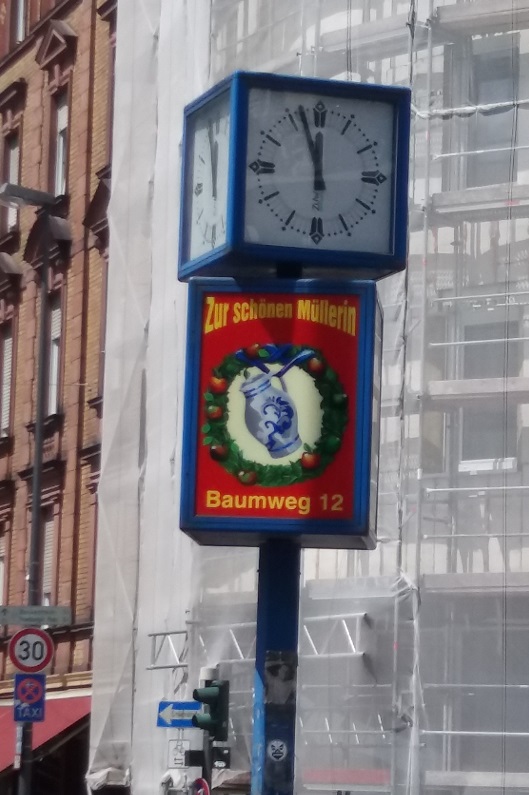 Zur schönen Müllerin
Baumweg 12
30
TAXI